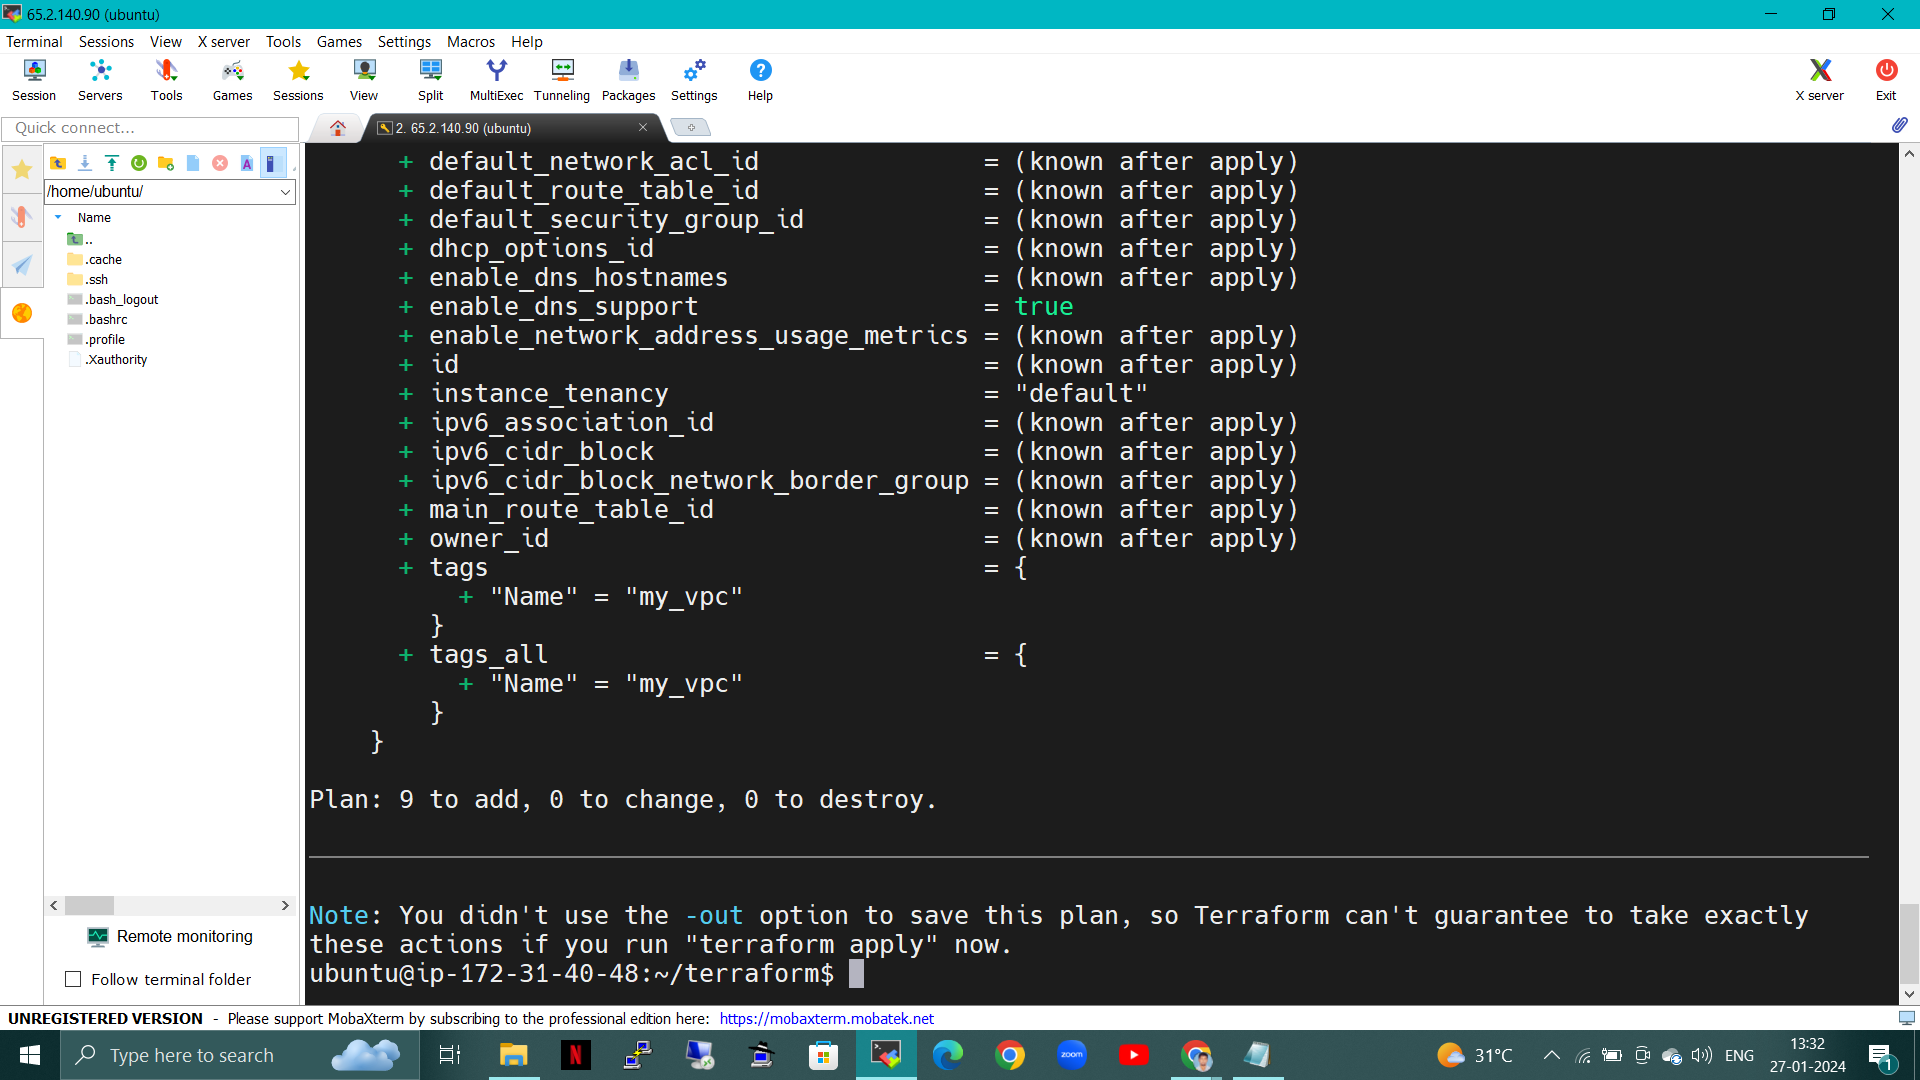 65.2.140.90 (ubuntu)
Terminal Sessions View X server Tools Games Settings Macros Help
Session Servers Tools Games Sessions View Split MultiExec Tunneling Packages Settings Help X server Exit
Quick connect...
2. 65.2.140.90 (ubuntu)
/home/ubuntu/
Name
..
.cache
.ssh
.bash_logout
.bashrc
.profile
.Xauthority
Remote monitoring
Follow terminal folder
+ default_network_acl_id = (known after apply)
+ default_route_table_id = (known after apply)
+ default_security_group_id = (known after apply)
+ dhcp_options_id = (known after apply)
+ enable_dns_hostnames = (known after apply)
+ enable_dns_support = true
+ enable_network_address_usage_metrics = (known after apply)
+ id = (known after apply)
+ instance_tenancy = "default"
+ ipv6_association_id = (known after apply)
+ ipv6_cidr_block = (known after apply)
+ ipv6_cidr_block_network_border_group = (known after apply)
+ main_route_table_id = (known after apply)
+ owner_id = (known after apply)
+ tags = {
+ "Name" = "my_vpc"
}
+ tags_all = {
+ "Name" = "my_vpc"
}
}
Plan: 9 to add, 0 to change, 0 to destroy.
Note: You didn't use the -out option to save this plan, so Terraform can't guarantee to take exactly
these actions if you run "terraform apply" now.
ubuntu@ip-172-31-40-48:~/terraform$
UNREGISTERED VERSION - Please support MobaXterm by subscribing to the professional edition here: https://mobaxterm.mobatek.net
Type here to search
N
zoom
31°C
ENG
13:32
27-01-2024
1